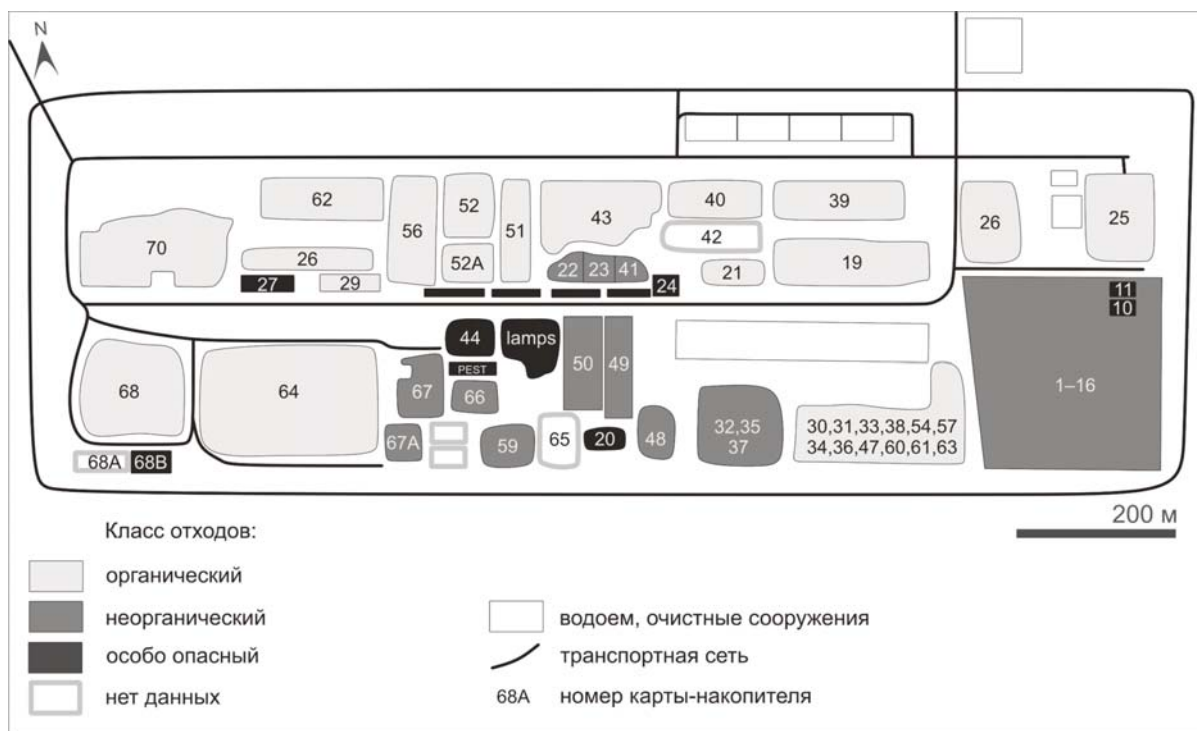 N
62
56
52
51
43
40
39
26
25
42
70
26
52A
22
23
41
21
19
27
29
24
11
10
44
lamps
50
49
PEST
68
64
67
66
1–16
67A
59
65
20
48
32,35
37
30,31,33,38,54,57
34,36,47,60,61,63
68A
68B
200 м
Класс отходов:
органический
неорганический
особо опасный
нет данных
водоем, очистные сооружения
транспортная сеть
68А номер карты-накопителя